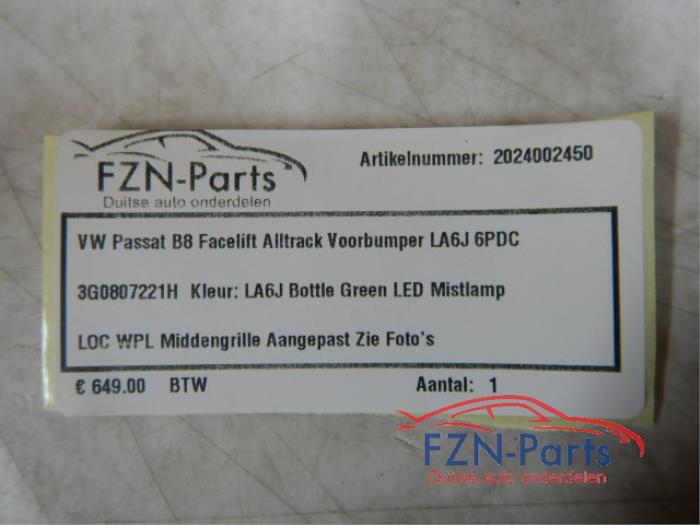 FZN-Parts
Duitse auto onderdelen
Artikelnummer: 2024002450
VW Passat B8 Facelift Alltrack Voorbumper LA6J 6PDC
3G0807221H Kleur: LA6J Bottle Green LED Mistlamp
LOC WPL Middengrille Aangepast Zie Foto's
€ 649.00 BTW
Aantal: 1
FZN-Parts
Duitse auto onderdelen